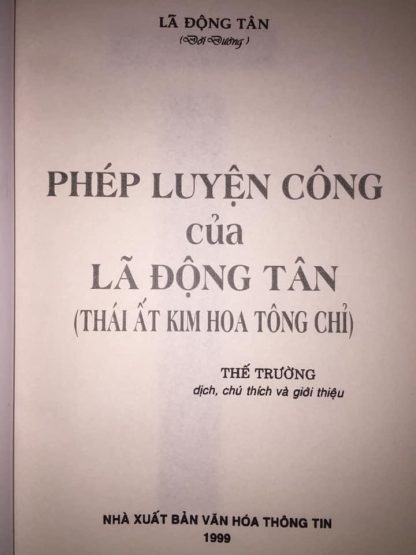 LÃ ĐỘNG TÂN
(Đời Đường)
PHÉP LUYỆN CÔNG
của
LÃ ĐỘNG TÂN
(THÁI ẤT KIM HOA TÔNG CHỈ)
THẾ TRƯỜNG
dịch, chú thích và giới thiệu
NHÀ XUẤT BẢN VĂN HÓA THÔNG TIN
1999